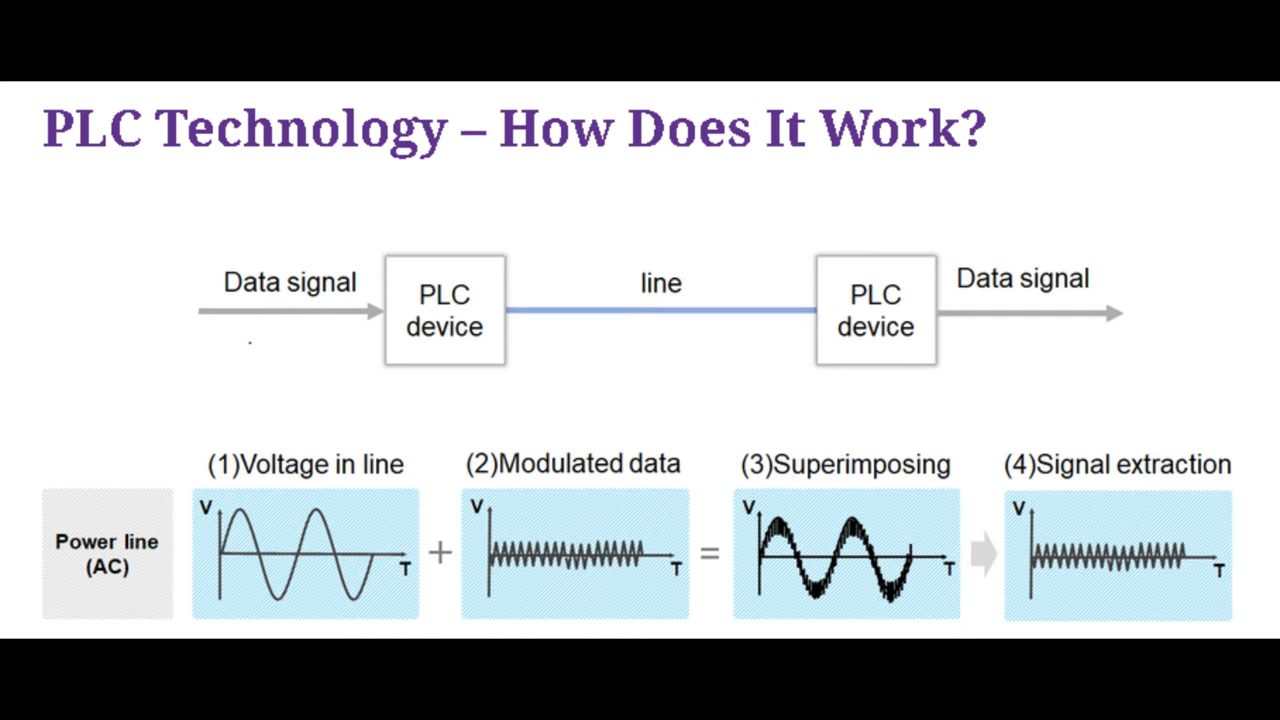 PLC Technology – How Does It Work?
Data signal
PLC
device
line
PLC
device
Data signal
(1)Voltage in line
(2)Modulated data
(3)Superimposing
(4)Signal extraction
Power line
(AC)
V
T
+
V
T
=
V
T
V
T